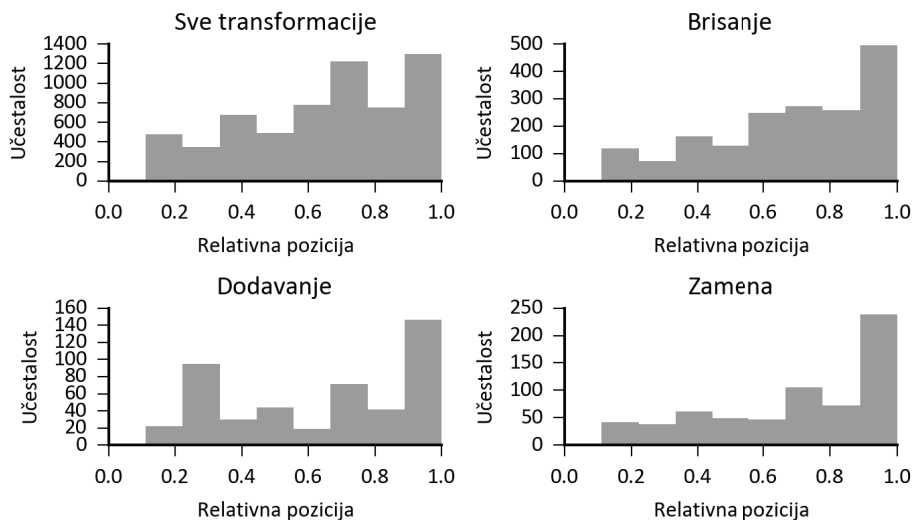 Sve transformacije
Učestalost
1400
1200
1000
800
600
400
200
0
0.0 0.2 0.4 0.6 0.8 1.0
Relativna pozicija
Brisanje
Učestalost
500
400
300
200
100
0
0.0 0.2 0.4 0.6 0.8 1.0
Relativna pozicija
Dodavanje
Učestalost
160
140
120
100
80
60
40
20
0
0.0 0.2 0.4 0.6 0.8 1.0
Relativna pozicija
Zamena
Učestalost
250
200
150
100
50
0
0.0 0.2 0.4 0.6 0.8 1.0
Relativna pozicija